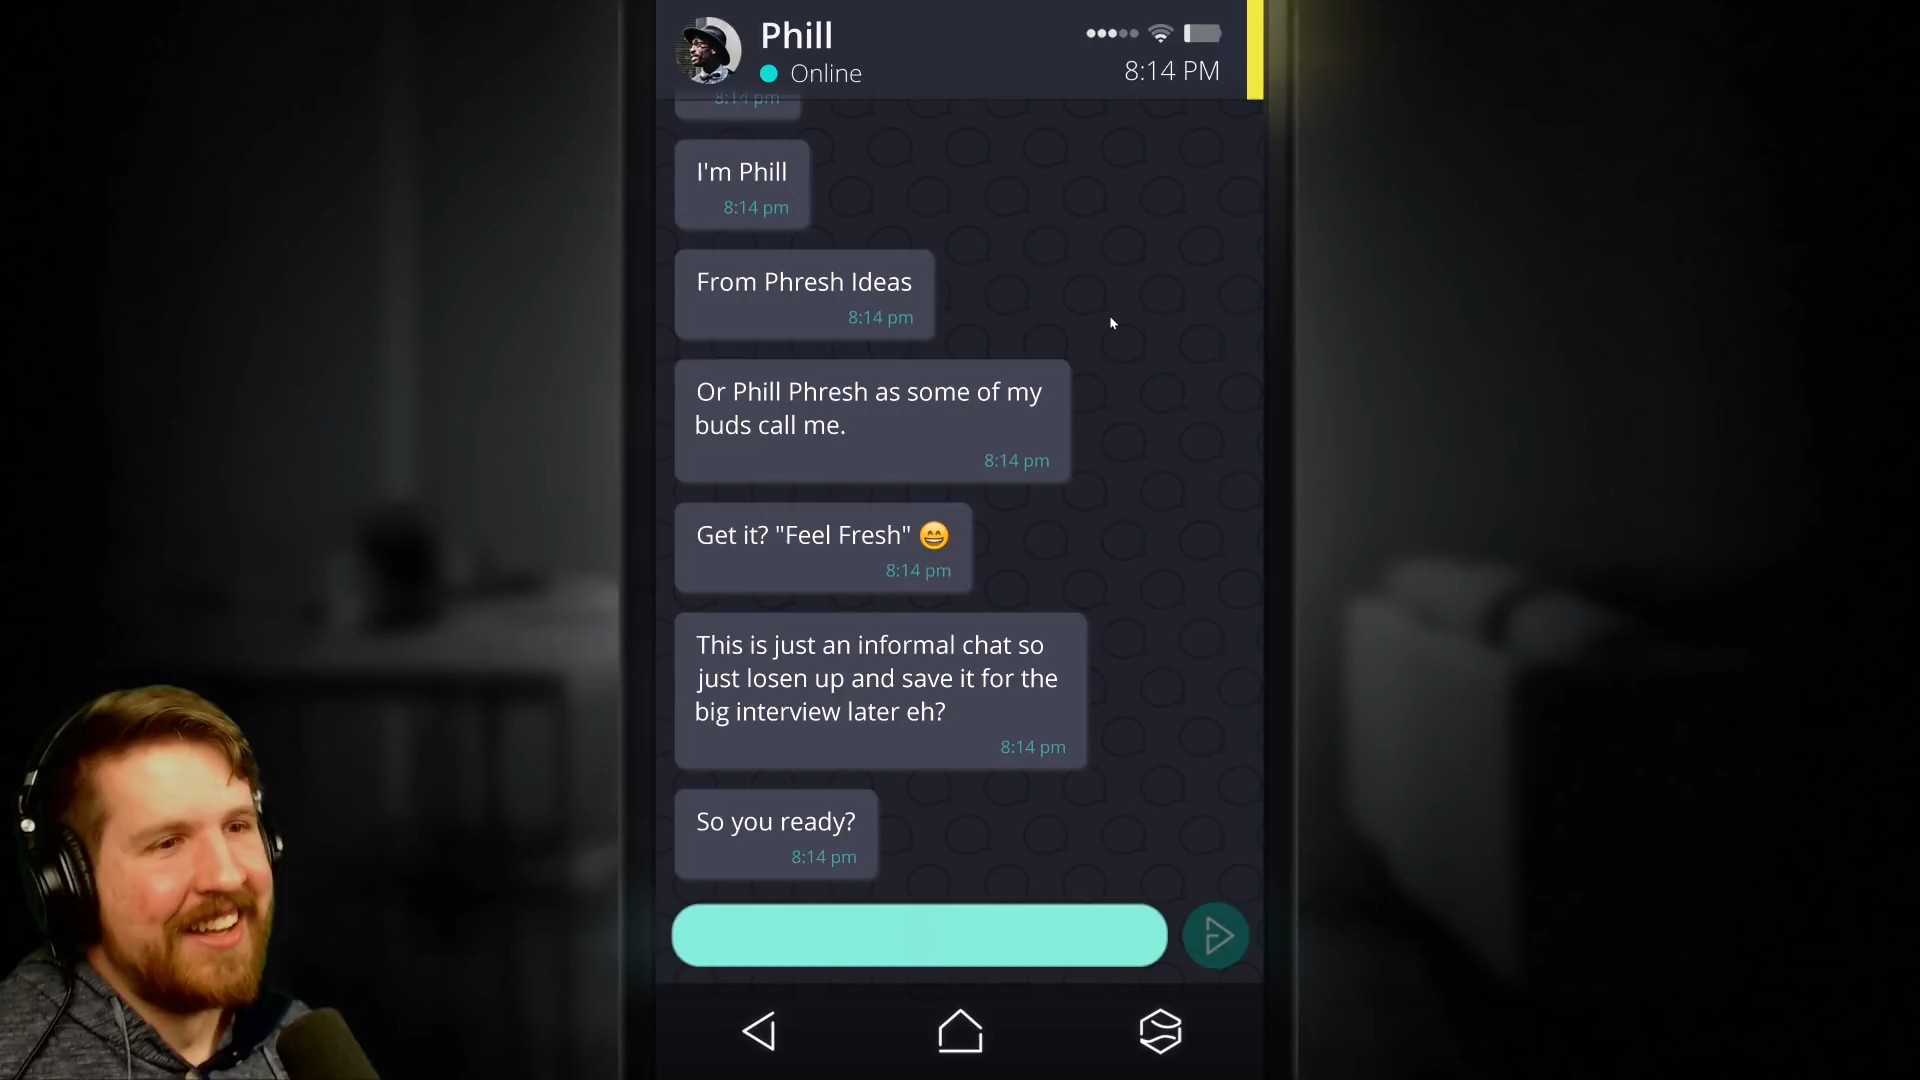 Phill
Online
8:14 PM
8:14 pm
I'm Phill
8:14 pm
From Phresh Ideas
8:14 pm
Or Phill Phresh as some of my
buds call me.
8:14 pm
Get it? "Feel Fresh" 😄
8:14 pm
This is just an informal chat so
just losen up and save it for the
big interview later eh?
8:14 pm
So you ready?
8:14 pm